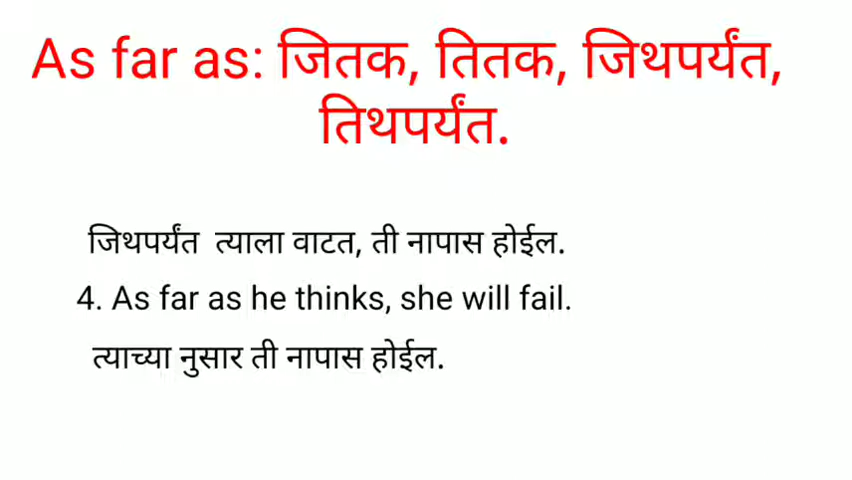 As far as: जितक, तितक, जिथपर्यंत,
तिथपर्यंत.
जिथपर्यंत त्याला वाटत, ती नापास होईल.
4. As far as he thinks, she will fail.
त्याच्या नुसार ती नापास होईल.